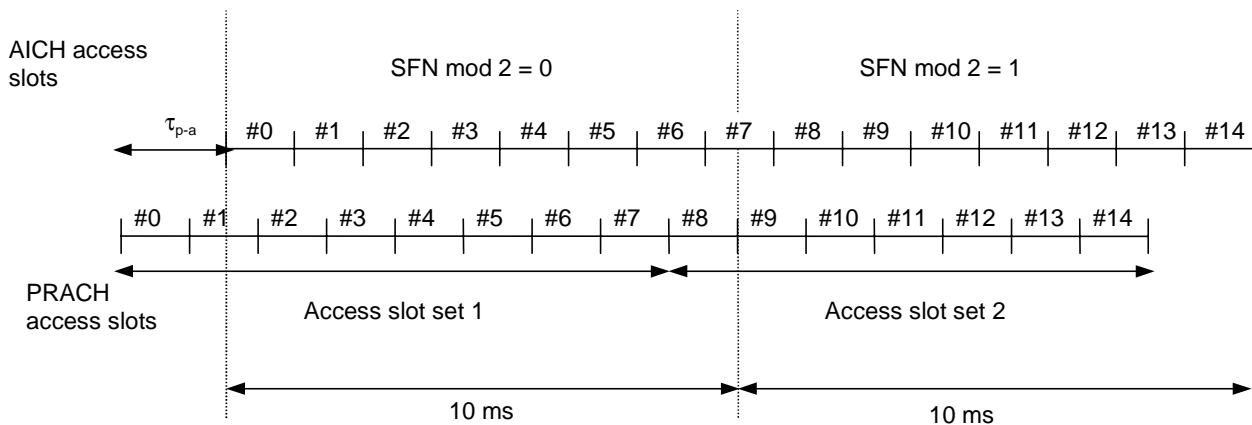 AICH access
slots
SFN mod 2 = 0
SFN mod 2 = 1
τp-a
#0 #1 #2 #3 #4 #5 #6 #7 #8 #9 #10 #11 #12 #13 #14
#0 #1 #2 #3 #4 #5 #6 #7 #8 #9 #10 #11 #12 #13 #14
PRACH
access slots
Access slot set 1
Access slot set 2
10 ms
10 ms